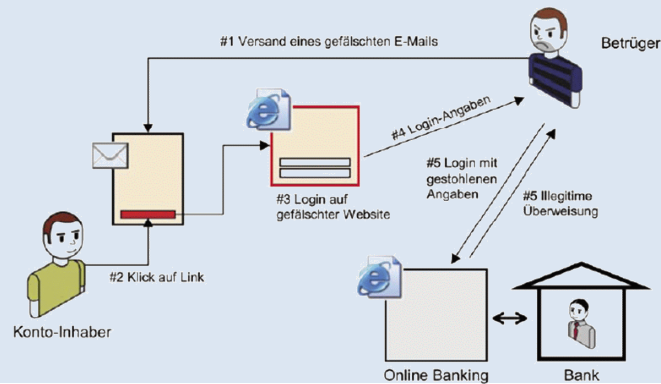 #1 Versand eines gefälschten E-Mails
Betrüger
#4 Login-Angaben
#3 Login auf
gefälschter Website
#5 Login mit
gestohlenen
Angaben
#5 Illegitime
Überweisung
#2 Klick auf Link
Konto-Inhaber
Online Banking
Bank